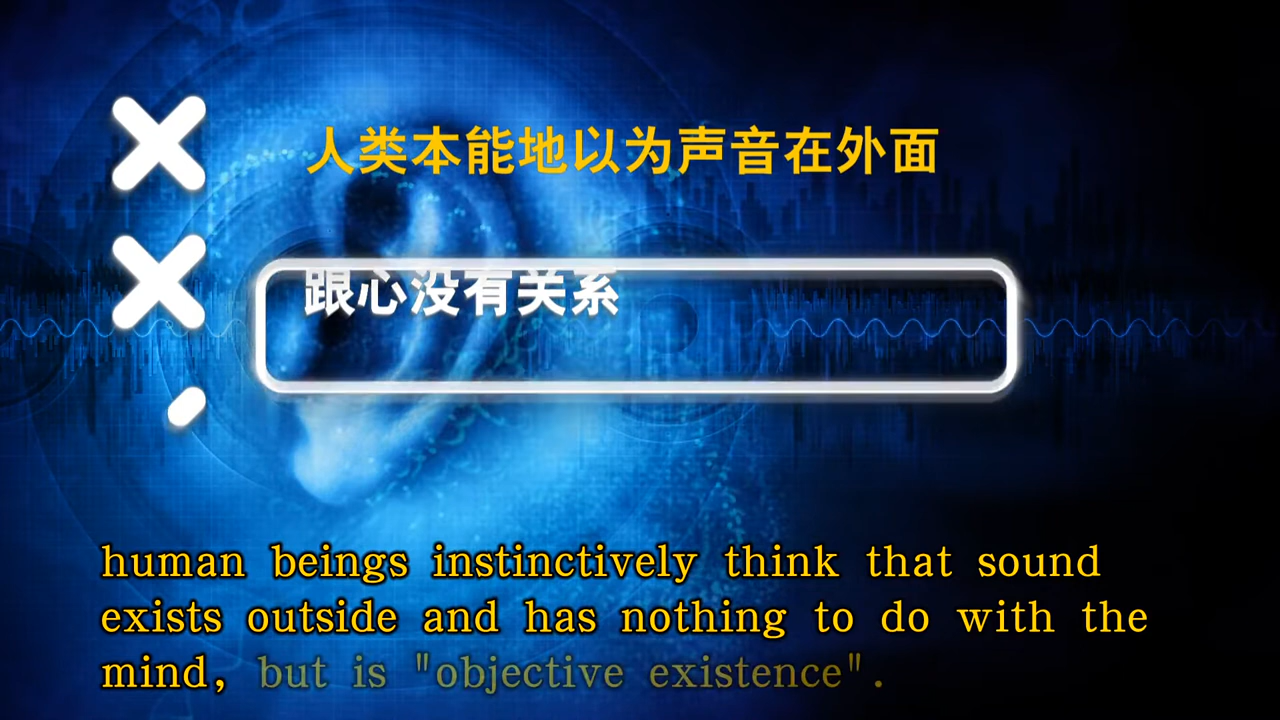 人类本能地以为声音在外面
跟心没有关系
human beings instinctively think that sound
exists outside and has nothing to do with the
mind, but is "objective existence".